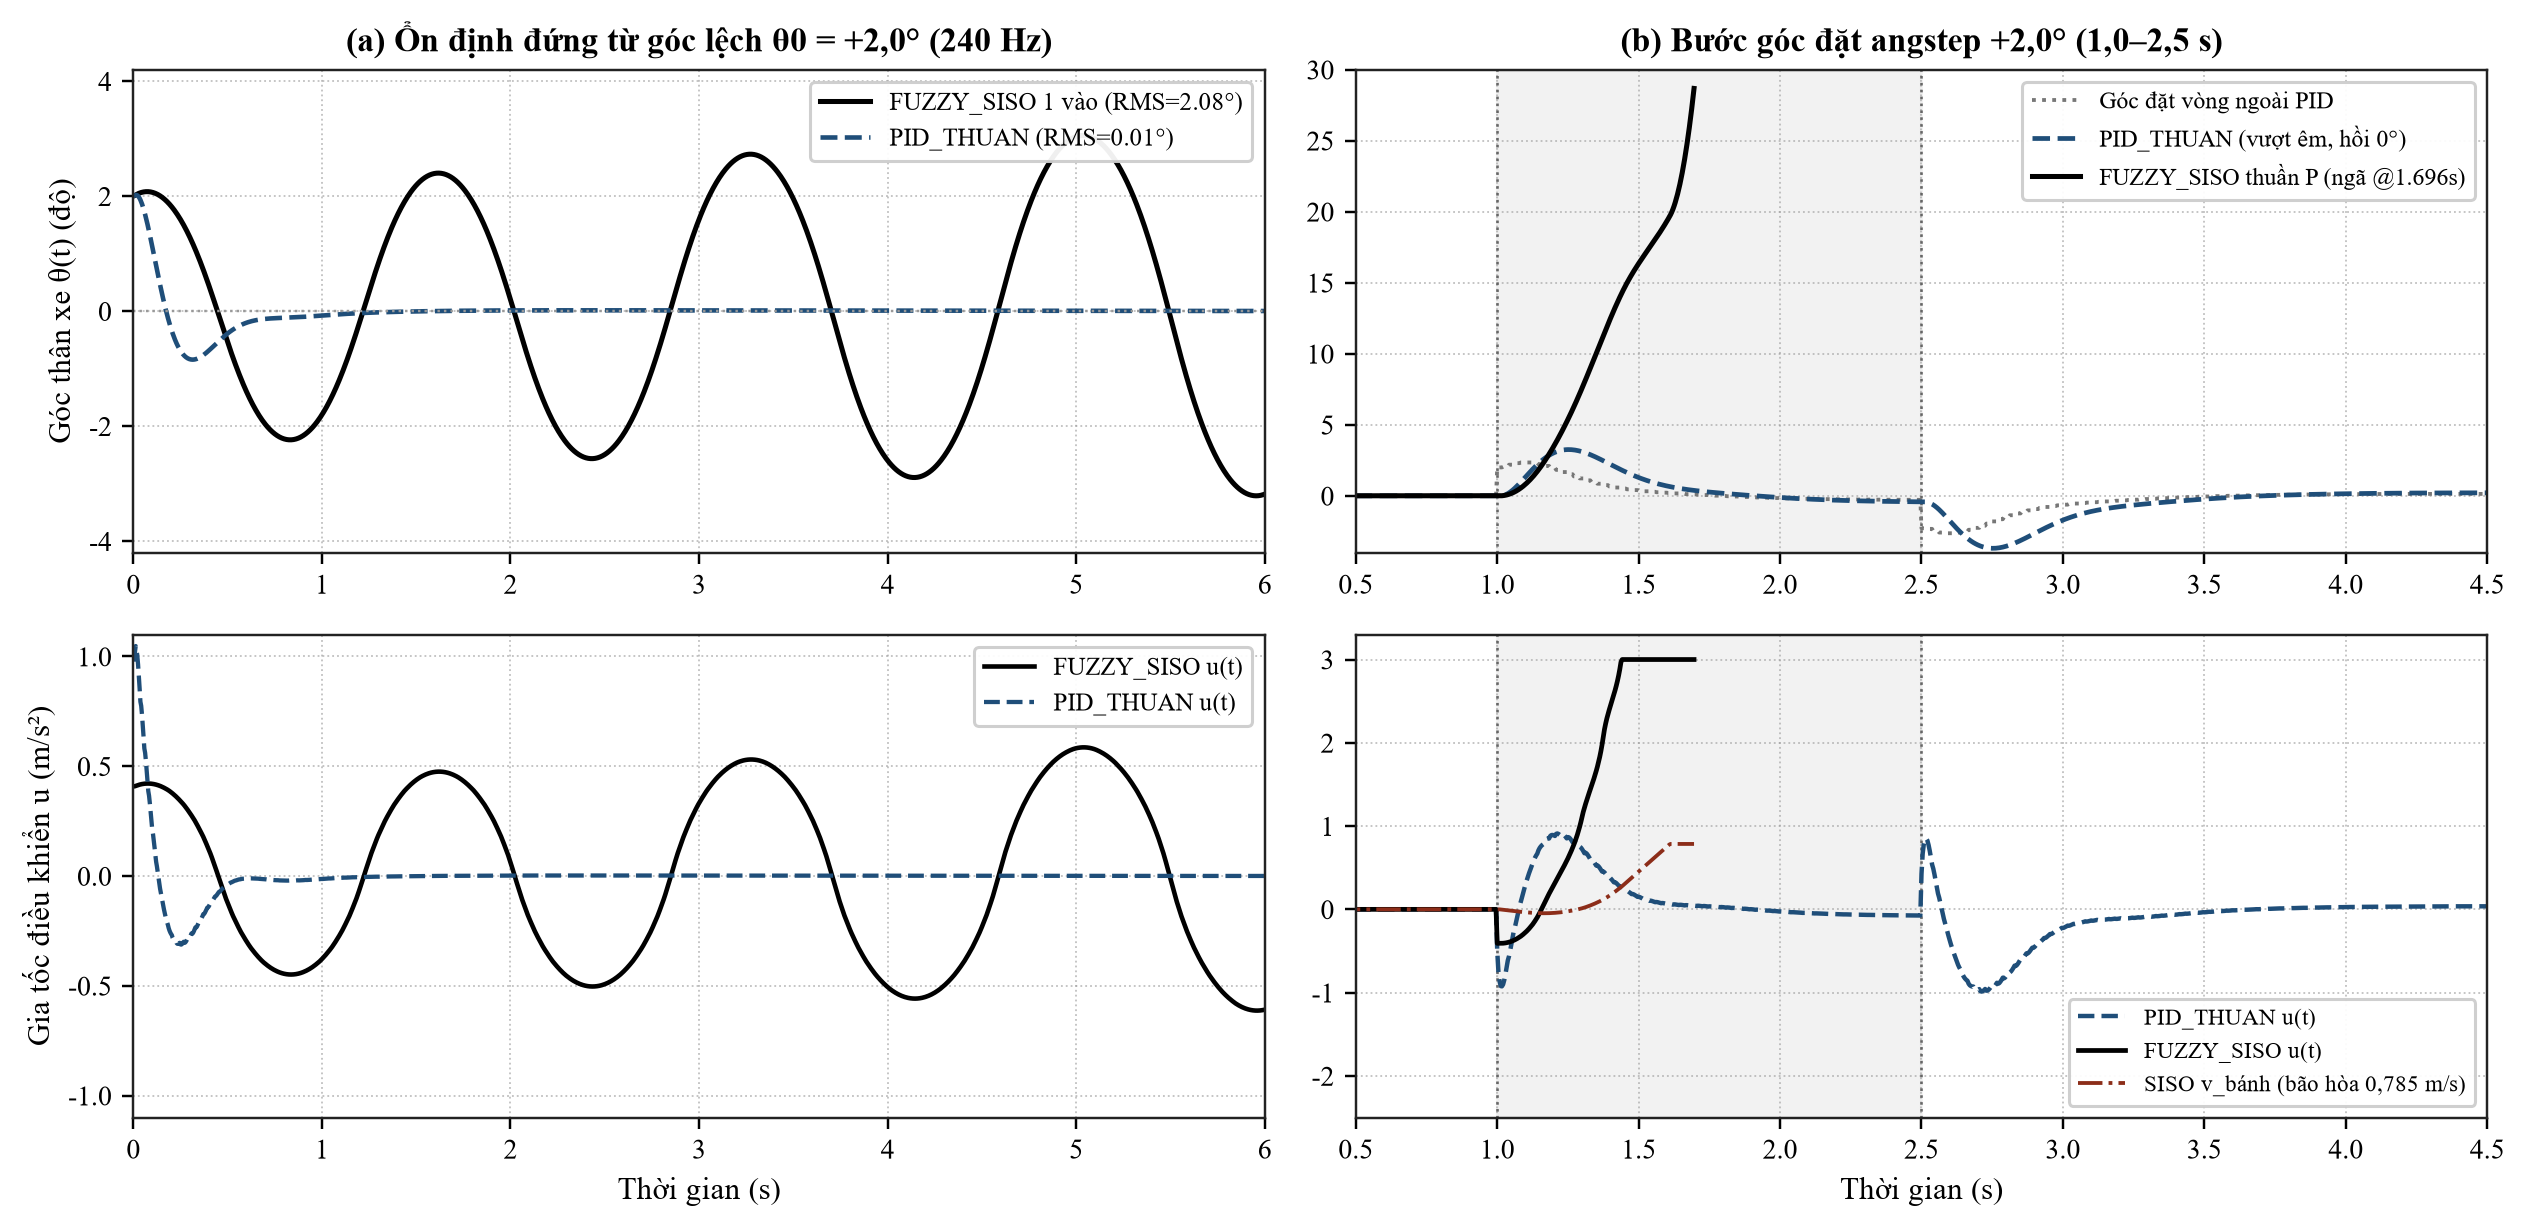 (a) Ổn định đứng từ góc lệch θ0 = +2,0° (240 Hz)
Góc thân xe θ(t) (độ)
4
2
0
-2
-4
FUZZY_SISO 1 vào (RMS=2.08°)
PID_THUAN (RMS=0.01°)
0 1 2 3 4 5 6
(b) Bước góc đặt angstep +2,0° (1,0–2,5 s)
30
25
20
15
10
5
0
Góc đặt vòng ngoài PID
PID_THUAN (vượt êm, hồi 0°)
FUZZY_SISO thuần P (ngã @1.696s)
0.5 1.0 1.5 2.0 2.5 3.0 3.5 4.0 4.5
Gia tốc điều khiển u (m/s²)
1.0
0.5
0.0
-0.5
-1.0
FUZZY_SISO u(t)
PID_THUAN u(t)
0 1 2 3 4 5 6
Thời gian (s)
3
2
1
0
-1
-2
PID_THUAN u(t)
FUZZY_SISO u(t)
SISO v_bánh (bão hòa 0,785 m/s)
0.5 1.0 1.5 2.0 2.5 3.0 3.5 4.0 4.5
Thời gian (s)